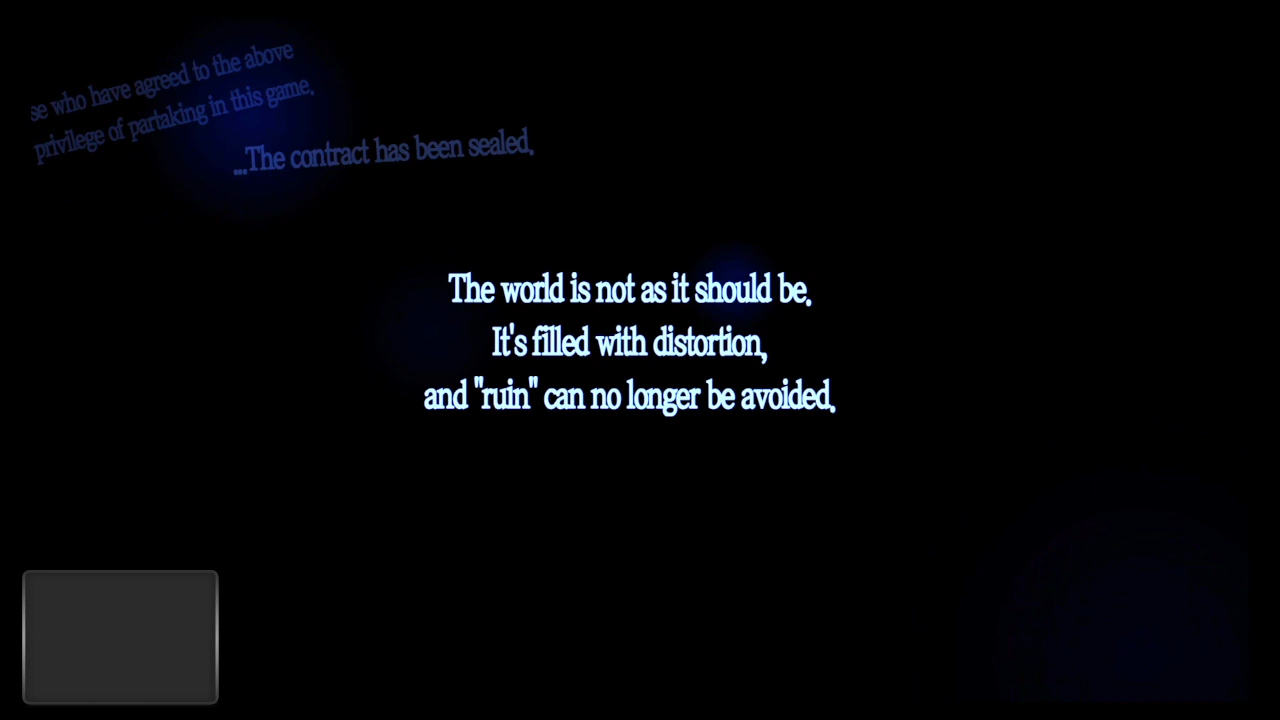 se who have agreed to the above
privilege of partaking in this game.
...The contract has been sealed.
The world is not as it should be.
It's filled with distortion,
and "ruin" can no longer be avoided.